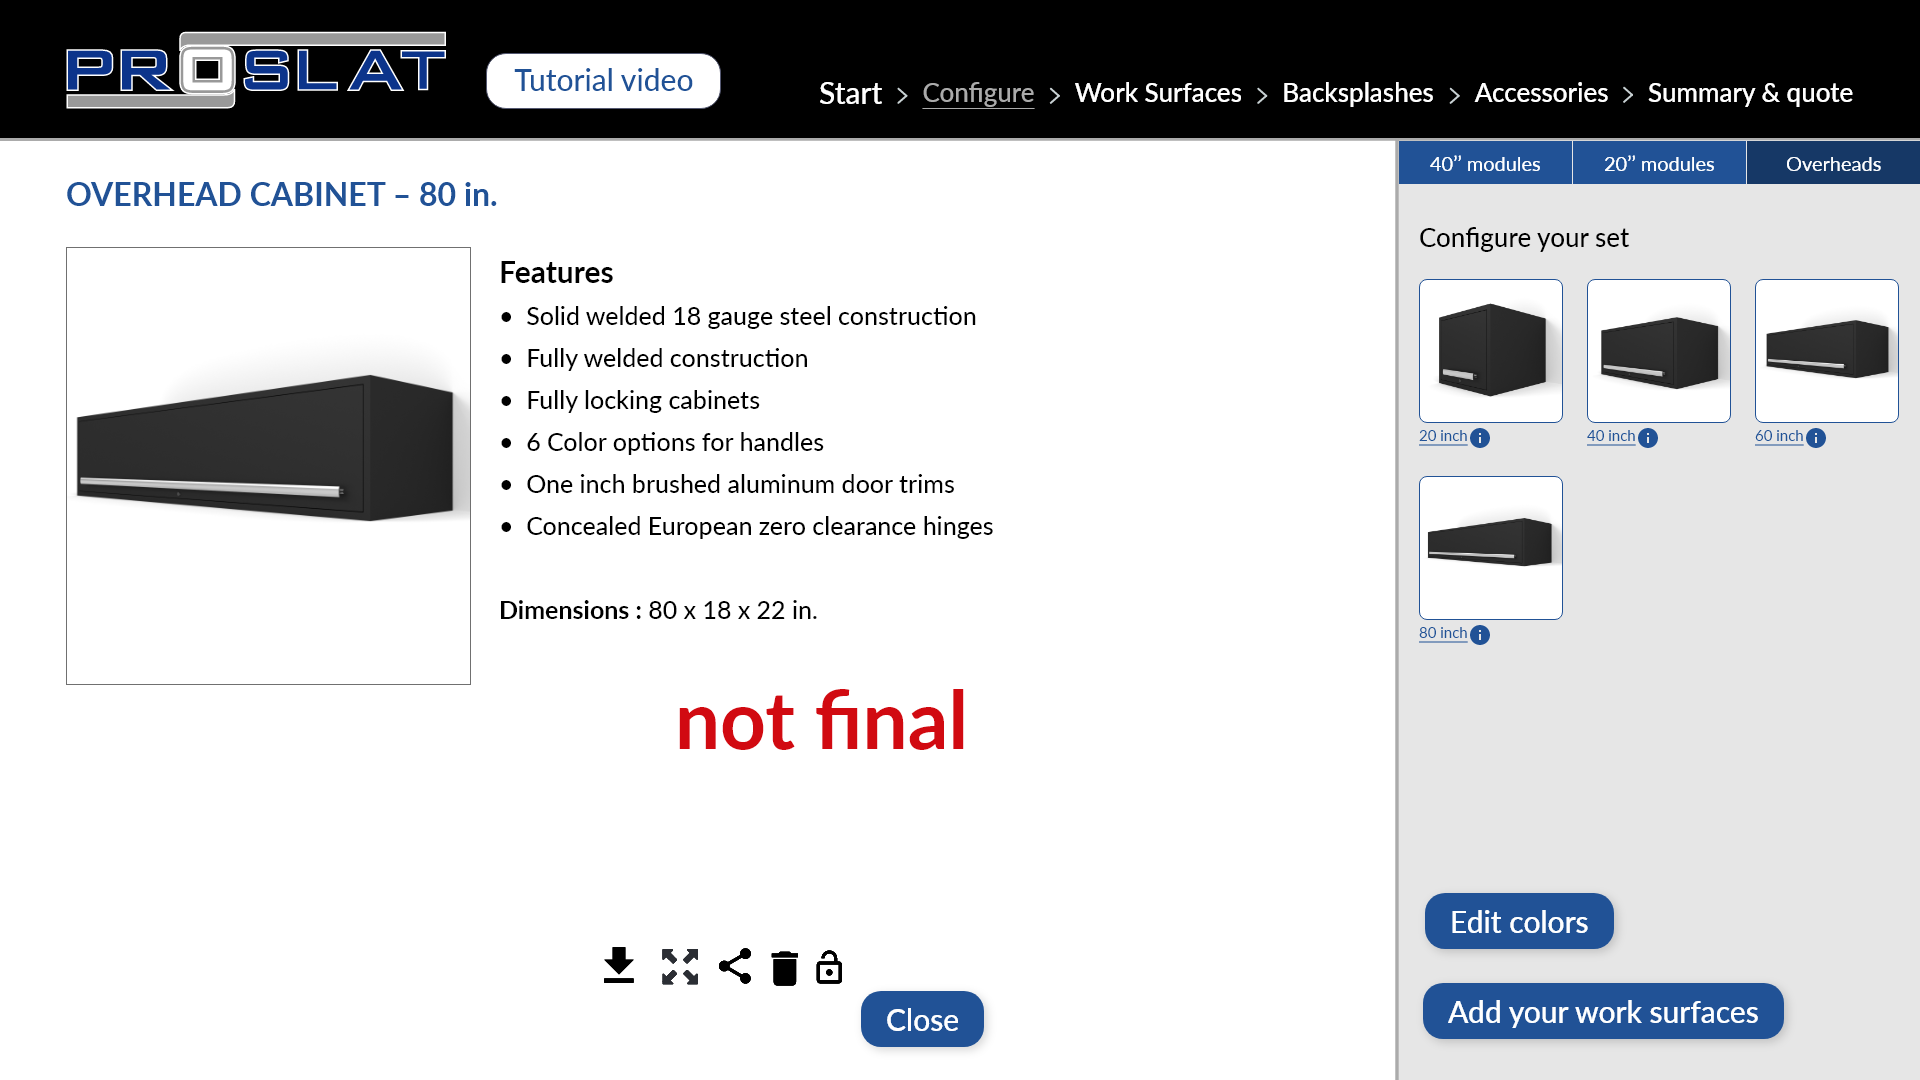 PROSLAT
Tutorial video
Start > Configure > Work Surfaces > Backsplashes > Accessories > Summary & quote
40’’ modules
20’’ modules
Overheads
OVERHEAD CABINET – 80 in.
Features
• Solid welded 18 gauge steel construction
• Fully welded construction
• Fully locking cabinets
• 6 Color options for handles
• One inch brushed aluminum door trims
• Concealed European zero clearance hinges
Dimensions : 80 x 18 x 22 in.
not final
Close
Configure your set
20 inch i
40 inch i
60 inch i
80 inch i
Edit colors
Add your work surfaces